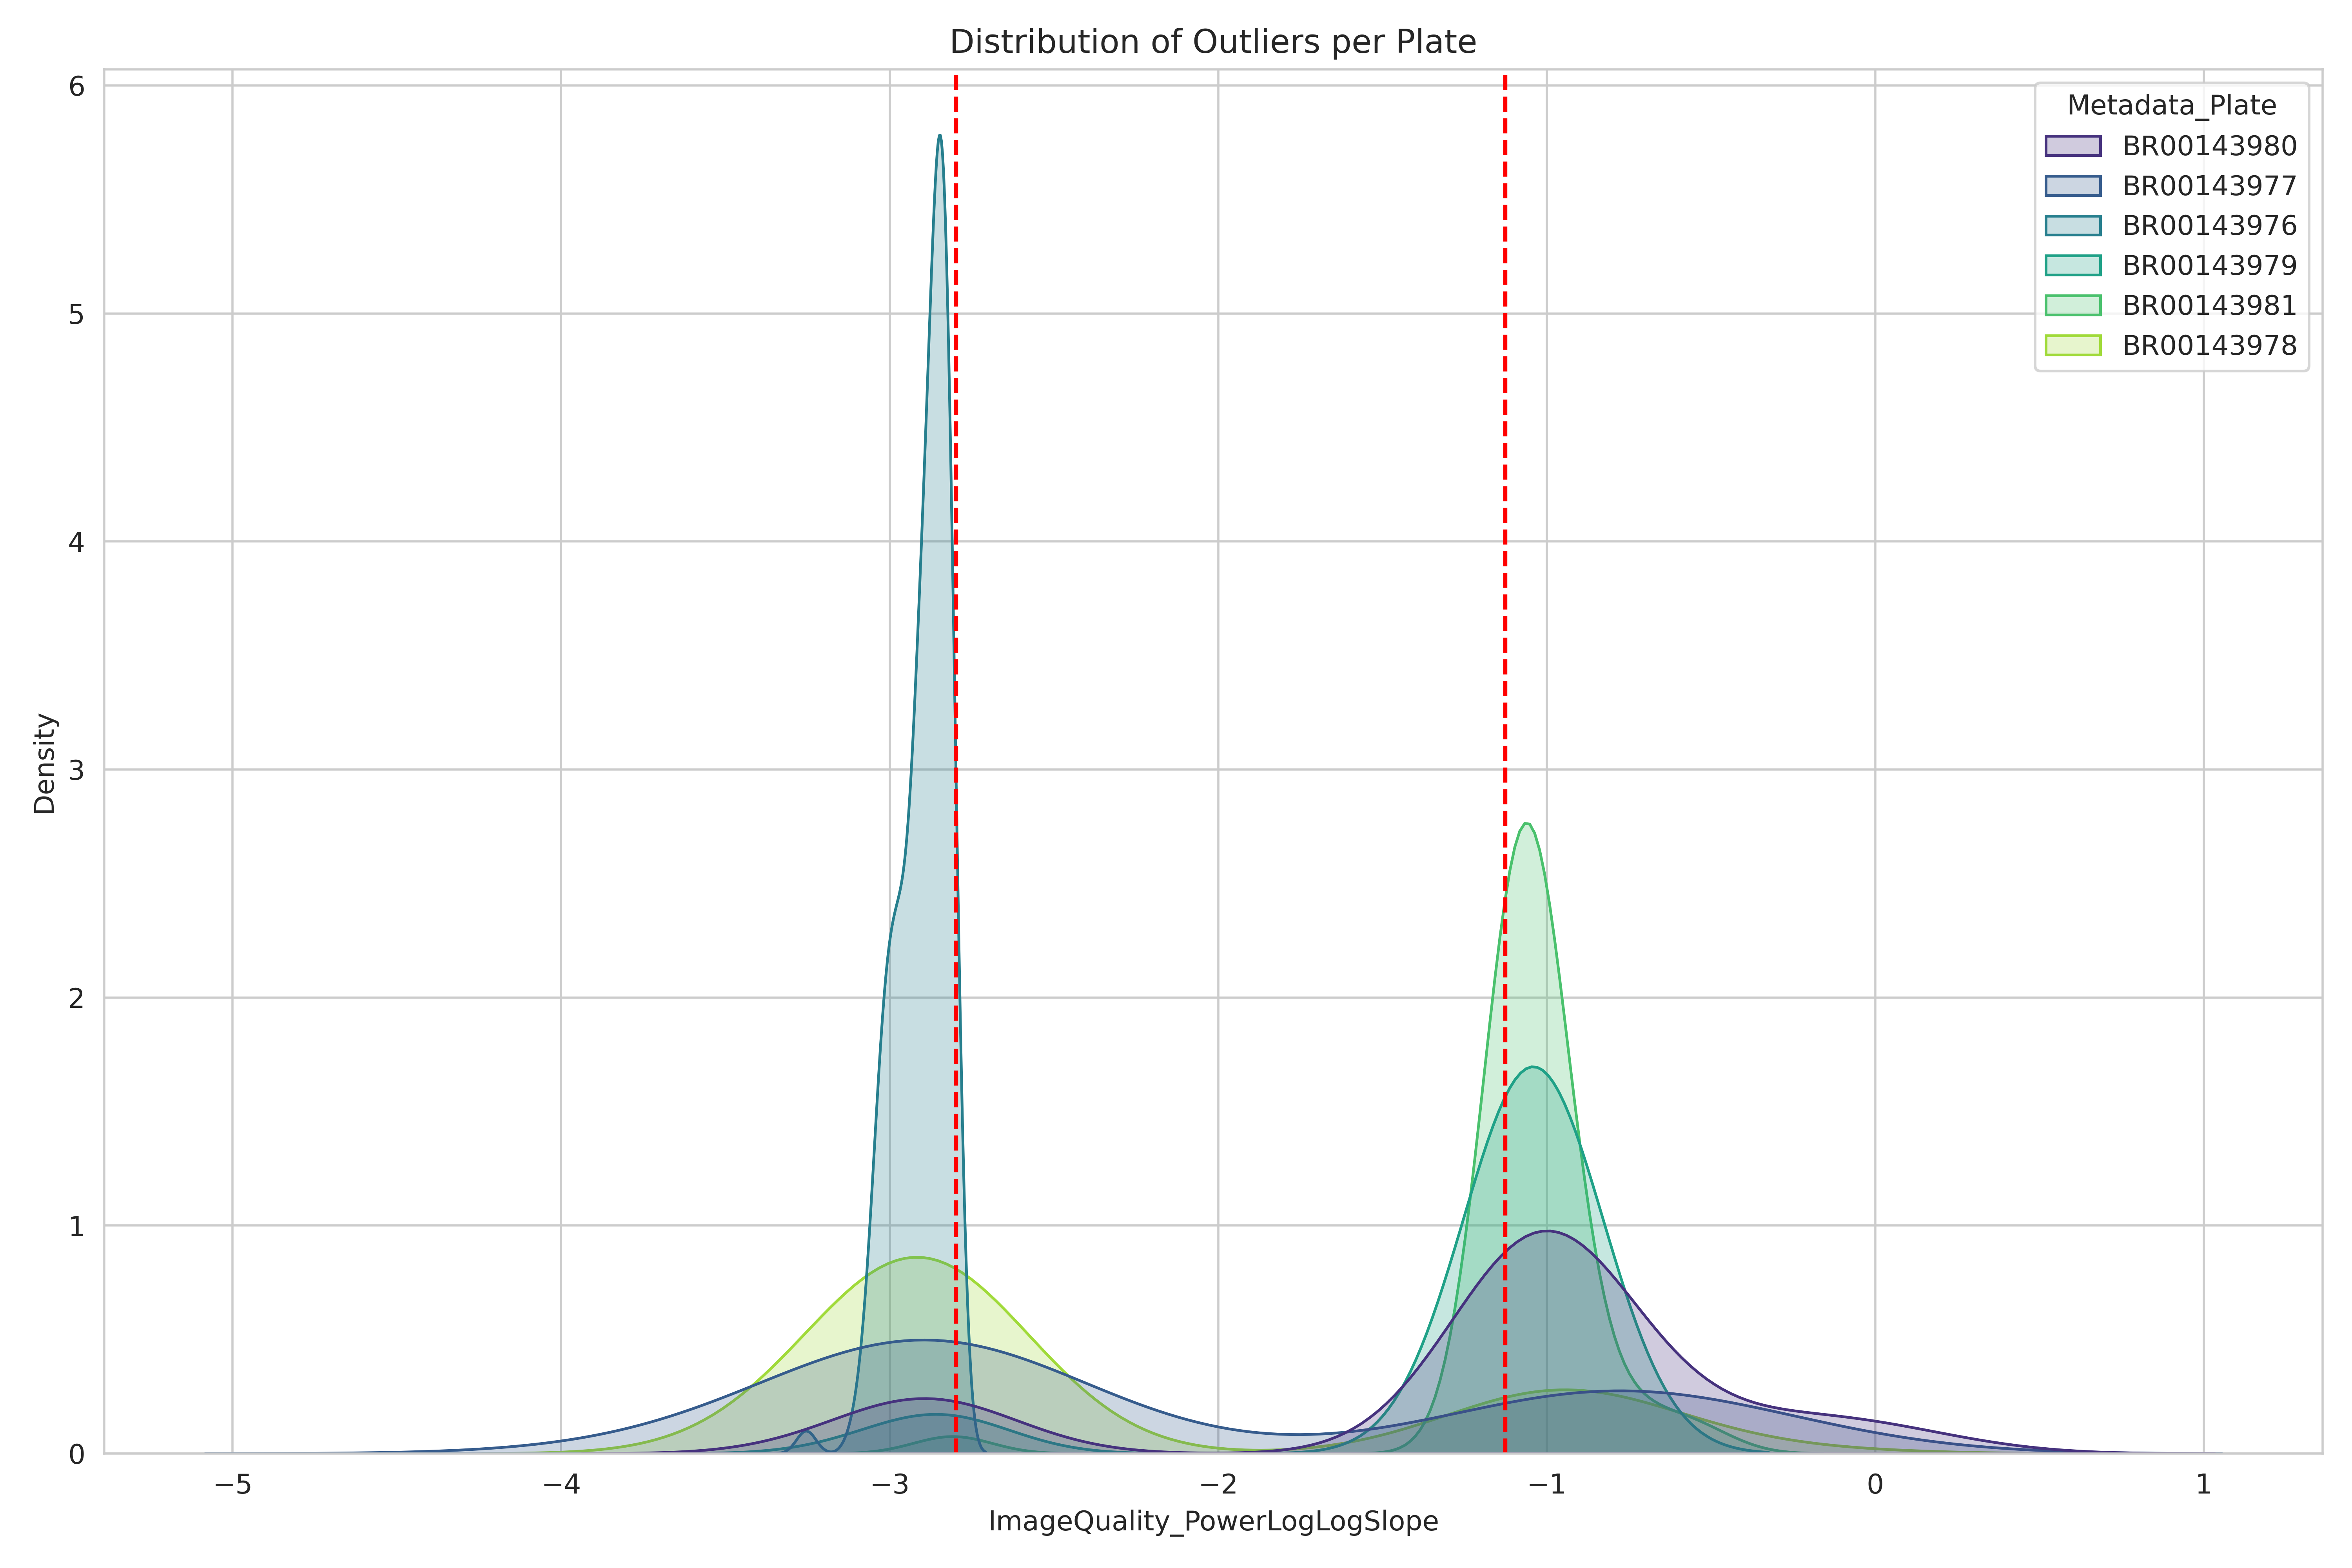 Distribution of Outliers per Plate
6
5
4
3
2
1
0
Density
Metadata_Plate
BR00143980
BR00143977
BR00143976
BR00143979
BR00143981
BR00143978
−5 −4 −3 −2 −1 0 1
ImageQuality_PowerLogLogSlope